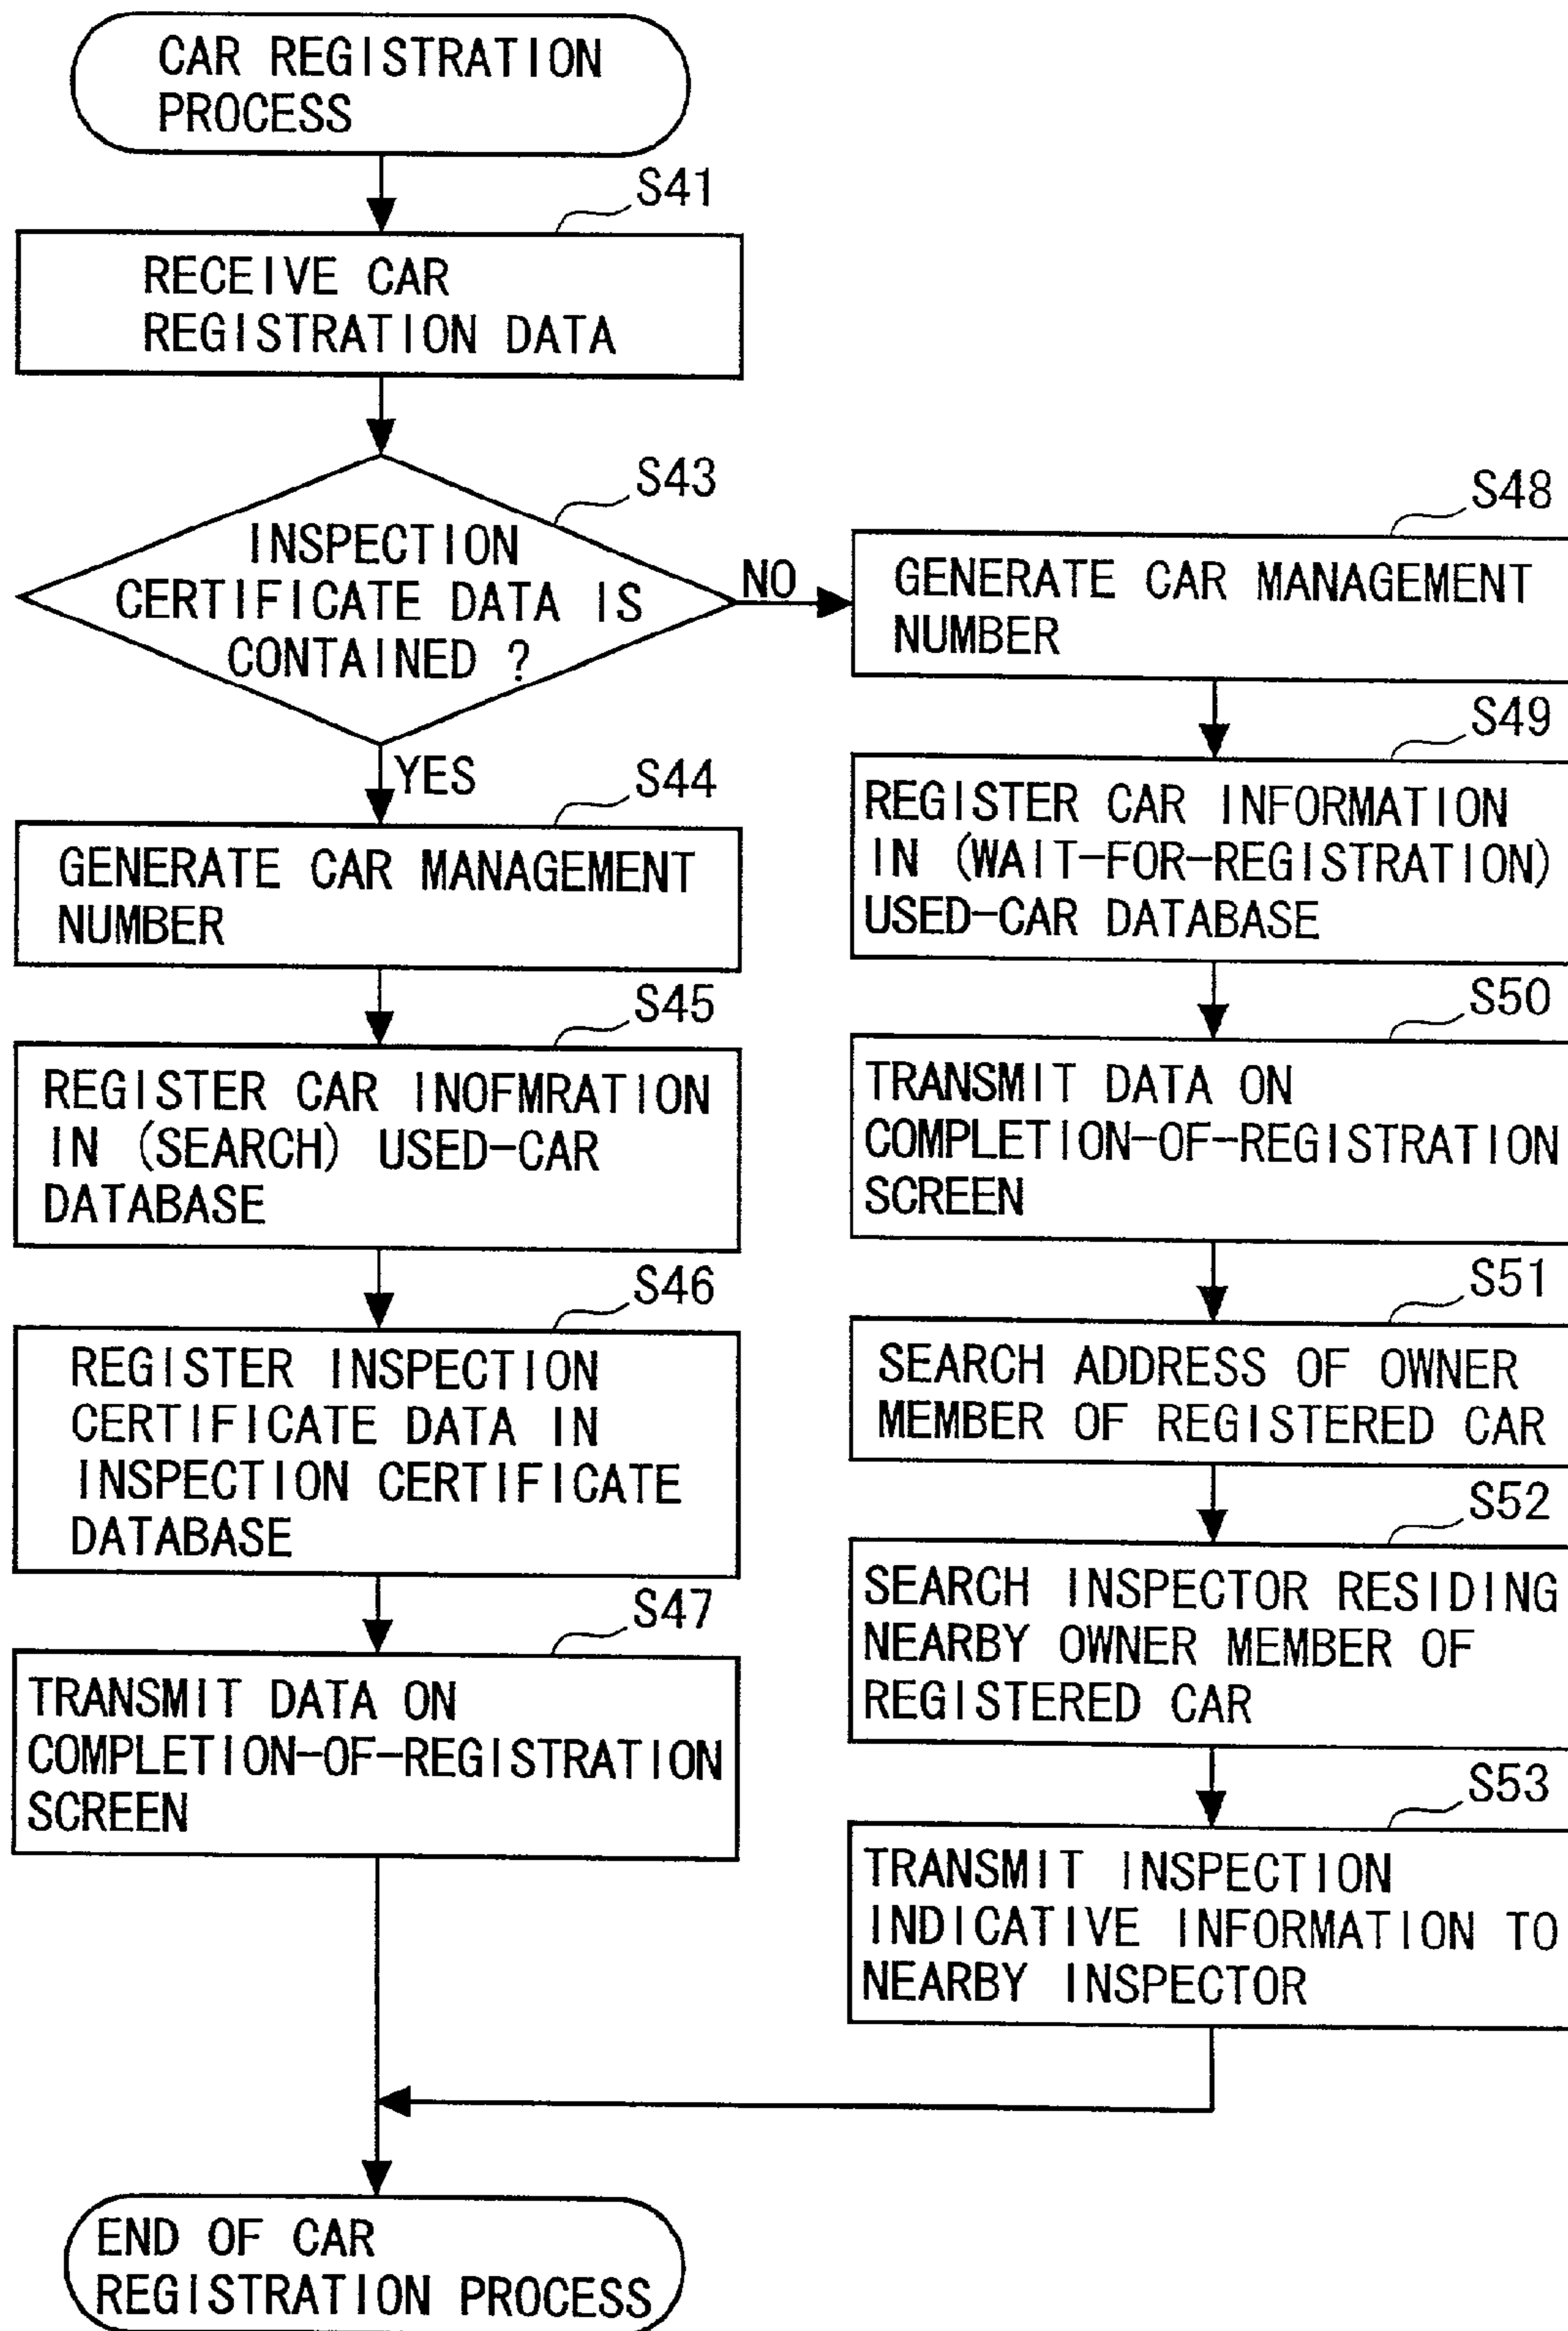 CAR REGISTRATION
PROCESS
S41
RECEIVE CAR
REGISTRATION DATA
S43
INSPECTION
CERTIFICATE DATA IS
CONTAINED ?
NO
YES
S44
GENERATE CAR MANAGEMENT
NUMBER
S45
REGISTER CAR INOFMRATION
IN (SEARCH) USED-CAR
DATABASE
S46
REGISTER INSPECTION
CERTIFICATE DATA IN
INSPECTION CERTIFICATE
DATABASE
S47
TRANSMIT DATA ON
COMPLETION-OF-REGISTRATION
SCREEN
S48
GENERATE CAR MANAGEMENT
NUMBER
S49
REGISTER CAR INFORMATION
IN (WAIT-FOR-REGISTRATION)
USED-CAR DATABASE
S50
TRANSMIT DATA ON
COMPLETION-OF-REGISTRATION
SCREEN
S51
SEARCH ADDRESS OF OWNER
MEMBER OF REGISTERED CAR
S52
SEARCH INSPECTOR RESIDING
NEARBY OWNER MEMBER OF
REGISTERED CAR
S53
TRANSMIT INSPECTION
INDICATIVE INFORMATION TO
NEARBY INSPECTOR
END OF CAR
REGISTRATION PROCESS